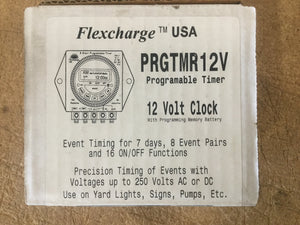 Flexcharge™ USA
PRGTMR12V
Programable Timer
12 Volt Clock
With Programming Memory Battery
Event Timing for 7 days, 8 Event Pairs
and 16 ON/OFF Functions
Precision Timing of Events with
Voltages up to 250 Volts AC or DC
Use on Yard Lights, Signs, Pumps, Etc.